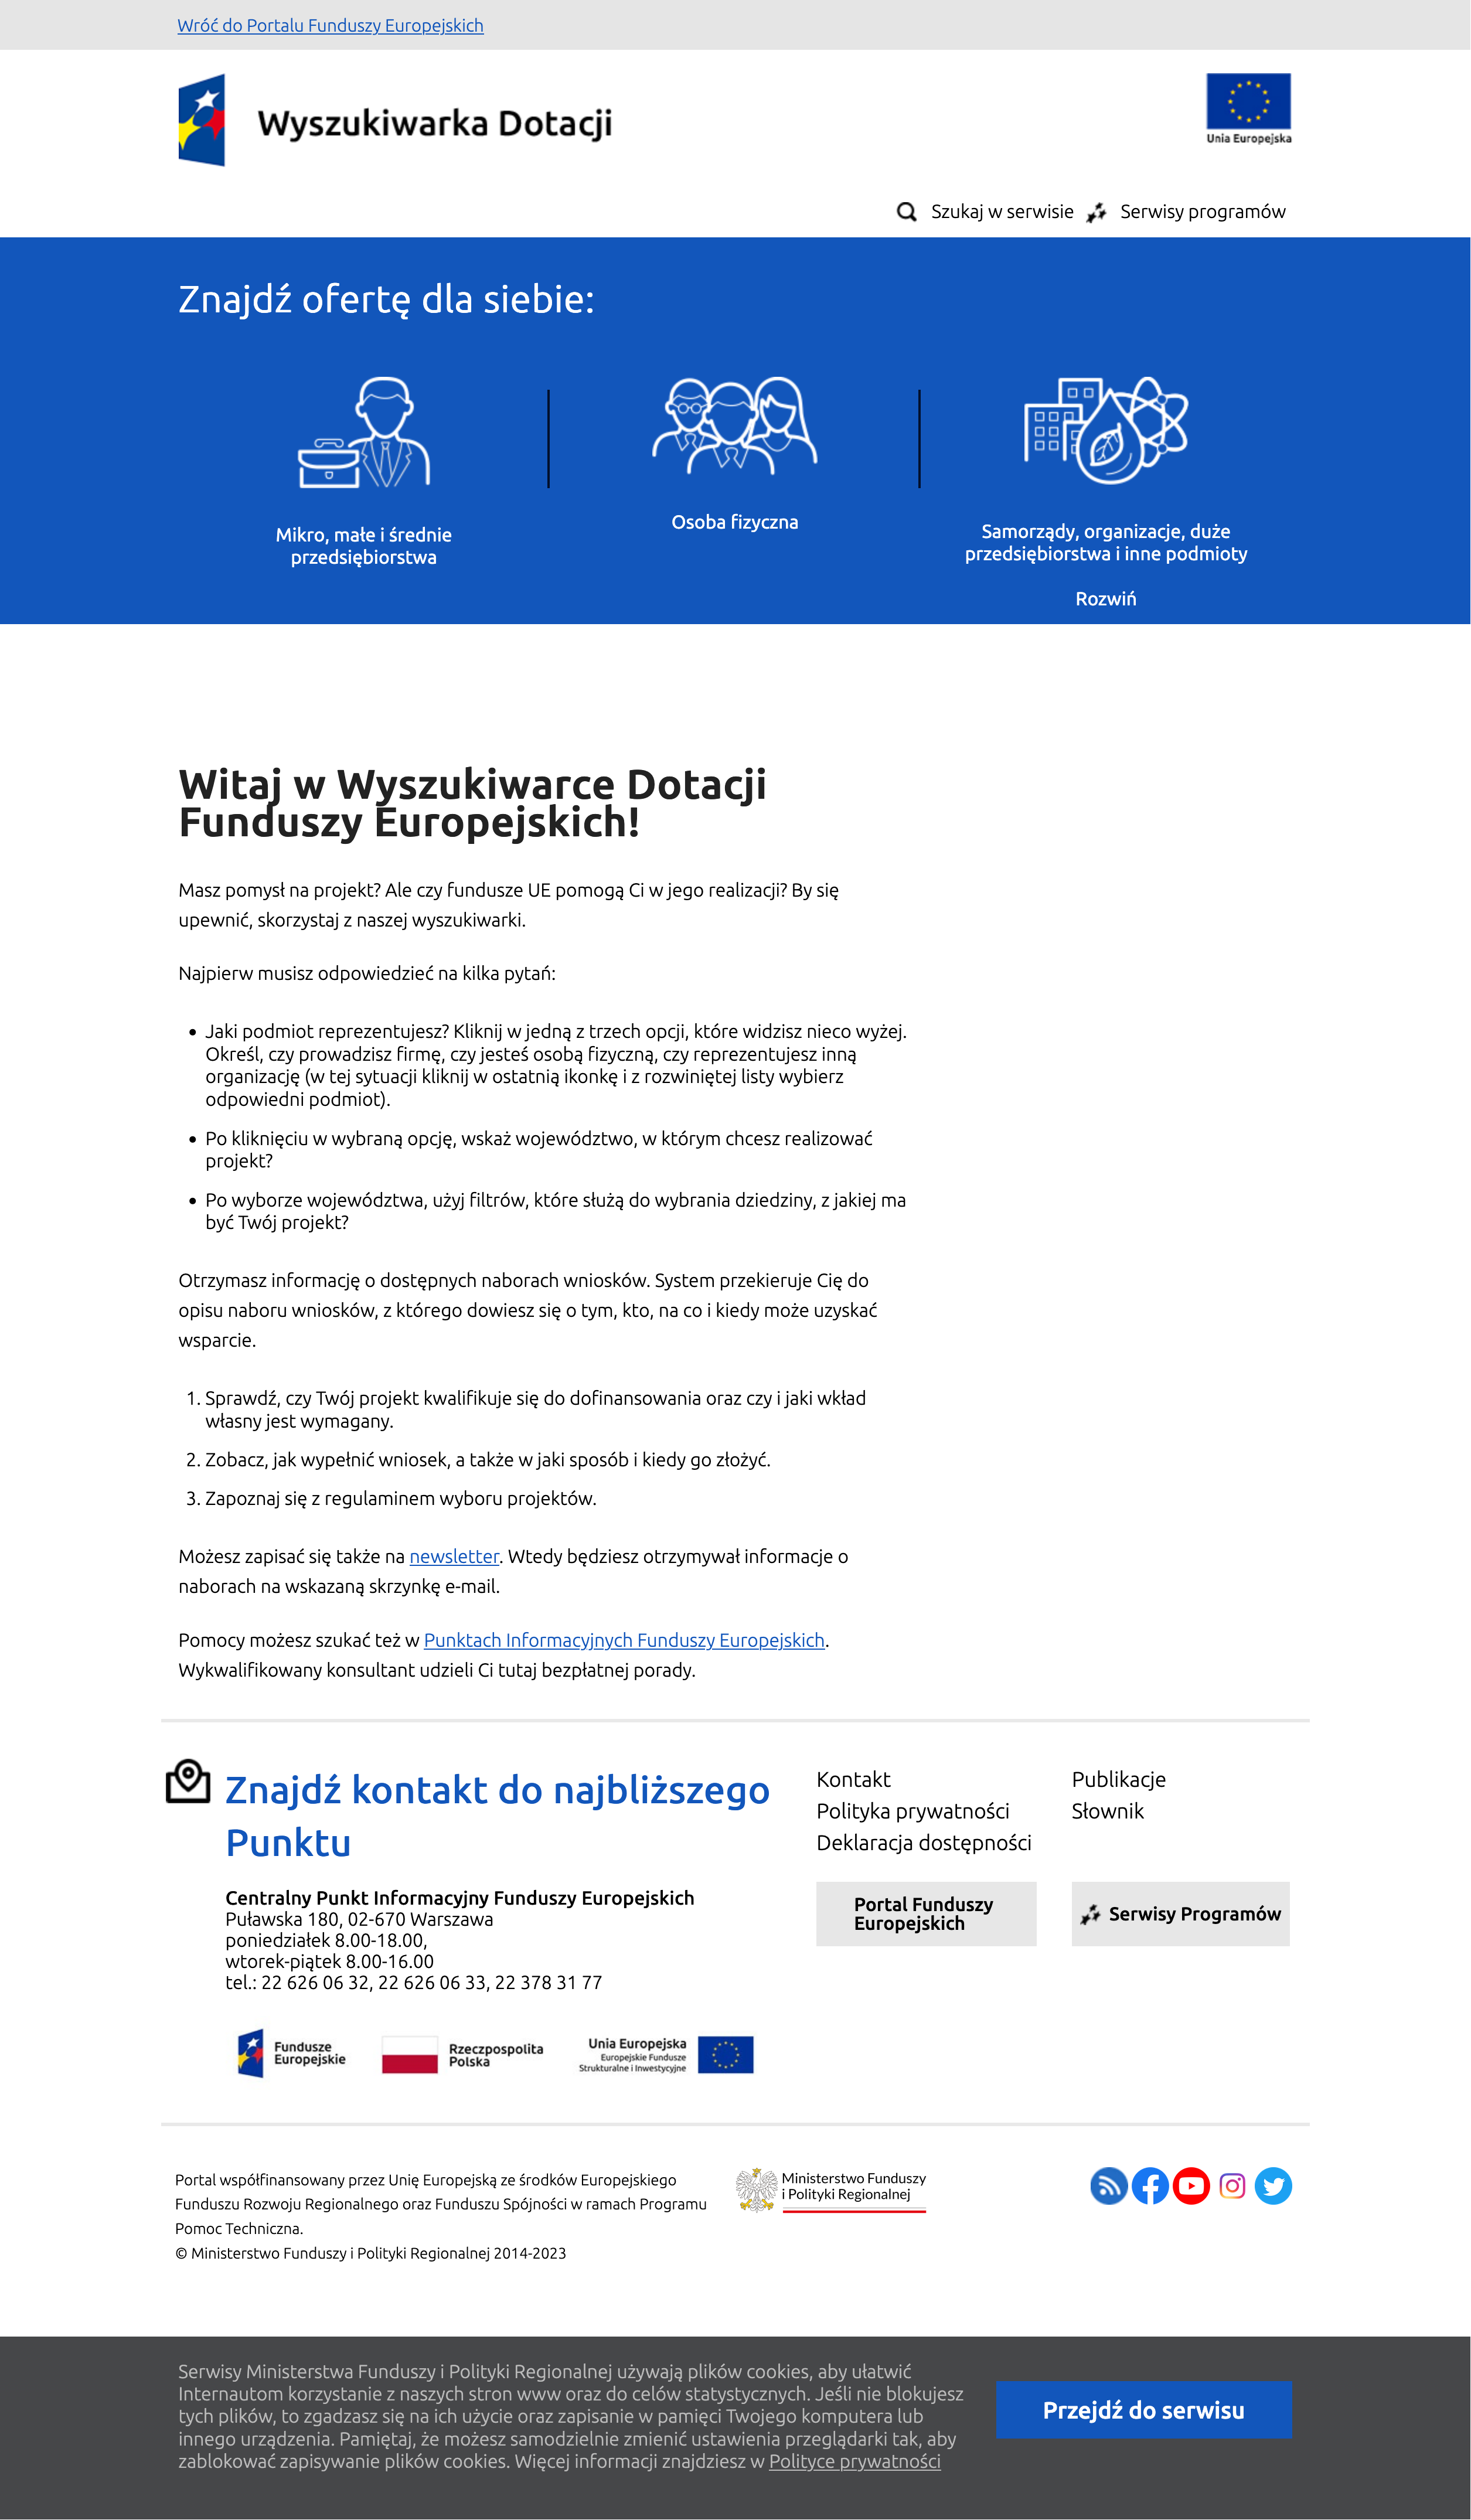 Wróć do Portalu Funduszy Europejskich
Wyszukiwarka Dotacji
Unia Europejska
Szukaj w serwisie
Serwisy programów
Znajdź ofertę dla siebie:
Mikro, małe i średnie
przedsiębiorstwa
Osoba fizyczna
Samorządy, organizacje, duże
przedsiębiorstwa i inne podmioty
Rozwiń
Witaj w Wyszukiwarce Dotacji
Funduszy Europejskich!
Masz pomysł na projekt? Ale czy fundusze UE pomogą Ci w jego realizacji? By się
upewnić, skorzystaj z naszej wyszukiwarki.
Najpierw musisz odpowiedzieć na kilka pytań:
• Jaki podmiot reprezentujesz? Kliknij w jedną z trzech opcji, które widzisz nieco wyżej.
Określ, czy prowadzisz firmę, czy jesteś osobą fizyczną, czy reprezentujesz inną
organizację (w tej sytuacji kliknij w ostatnią ikonkę i z rozwiniętej listy wybierz
odpowiedni podmiot).
• Po kliknięciu w wybraną opcję, wskaż województwo, w którym chcesz realizować
projekt?
• Po wyborze województwa, użyj filtrów, które służą do wybrania dziedziny, z jakiej ma
być Twój projekt?
Otrzymasz informację o dostępnych naborach wniosków. System przekieruje Cię do
opisu naboru wniosków, z którego dowiesz się o tym, kto, na co i kiedy może uzyskać
wsparcie.
1. Sprawdź, czy Twój projekt kwalifikuje się do dofinansowania oraz czy i jaki wkład
własny jest wymagany.
2. Zobacz, jak wypełnić wniosek, a także w jaki sposób i kiedy go złożyć.
3. Zapoznaj się z regulaminem wyboru projektów.
Możesz zapisać się także na newsletter. Wtedy będziesz otrzymywał informacje o
naborach na wskazaną skrzynkę e-mail.
Pomocy możesz szukać też w Punktach Informacyjnych Funduszy Europejskich.
Wykwalifikowany konsultant udzieli Ci tutaj bezpłatnej porady.
Znajdź kontakt do najbliższego
Punktu
Centralny Punkt Informacyjny Funduszy Europejskich
Puławska 180, 02-670 Warszawa
poniedziałek 8.00-18.00,
wtorek-piątek 8.00-16.00
tel.: 22 626 06 32, 22 626 06 33, 22 378 31 77
Kontakt
Polityka prywatności
Deklaracja dostępności
Publikacje
Słownik
Portal Funduszy
Europejskich
Serwisy Programów
Fundusze
Europejskie
Rzeczpospolita
Polska
Unia Europejska
Europejskie Fundusze
Strukturalne i Inwestycyjne
Portal współfinansowany przez Unię Europejską ze środków Europejskiego
Funduszu Rozwoju Regionalnego oraz Funduszu Spójności w ramach Programu
Pomoc Techniczna.
© Ministerstwo Funduszy i Polityki Regionalnej 2014-2023
Ministerstwo Funduszy
i Polityki Regionalnej
Serwisy Ministerstwa Funduszy i Polityki Regionalnej używają plików cookies, aby ułatwić
Internautom korzystanie z naszych stron www oraz do celów statystycznych. Jeśli nie blokujesz
tych plików, to zgadzasz się na ich użycie oraz zapisanie w pamięci Twojego komputera lub
innego urządzenia. Pamiętaj, że możesz samodzielnie zmienić ustawienia przeglądarki tak, aby
zablokować zapisywanie plików cookies. Więcej informacji znajdziesz w Polityce prywatności
Przejdź do serwisu